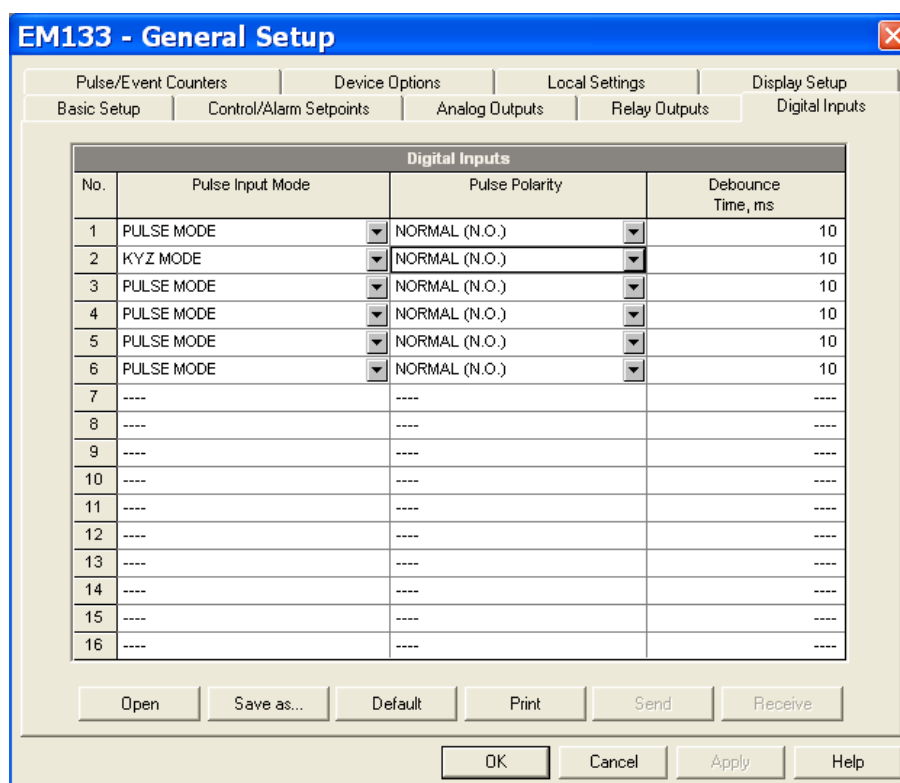 EM133 - General Setup
Pulse/Event Counters Device Options Local Settings Display Setup
Basic Setup Control/Alarm Setpoints Analog Outputs Relay Outputs Digital Inputs
Digital Inputs
No. Pulse Input Mode Pulse Polarity Debounce
Time, ms
1 PULSE MODE NORMAL (N.O.) 10
2 KYZ MODE NORMAL (N.O.) 10
3 PULSE MODE NORMAL (N.O.) 10
4 PULSE MODE NORMAL (N.O.) 10
5 PULSE MODE NORMAL (N.O.) 10
6 PULSE MODE NORMAL (N.O.) 10
7 ---- ---- ----
8 ---- ---- ----
9 ---- ---- ----
10 ---- ---- ----
11 ---- ---- ----
12 ---- ---- ----
13 ---- ---- ----
14 ---- ---- ----
15 ---- ---- ----
16 ---- ---- ----
Open Save as... Default Print Send Receive
OK Cancel Apply Help